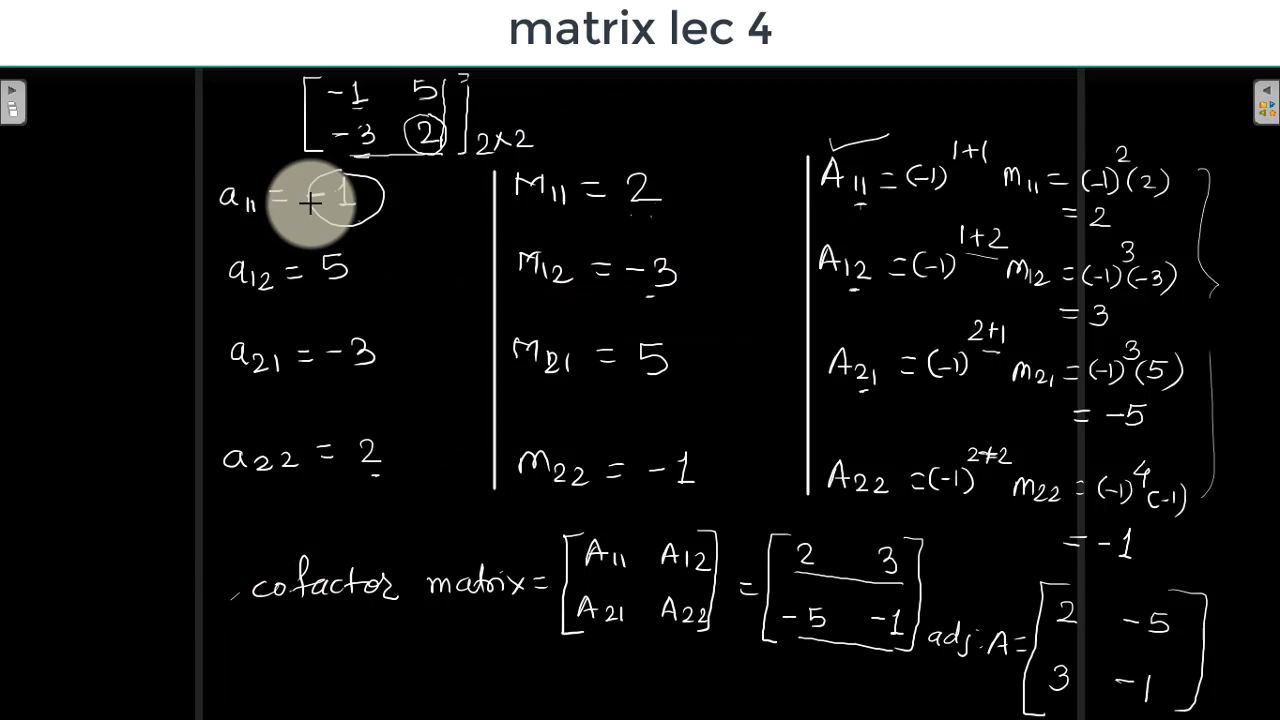 matrix lec 4
[ -1 5
-3 2 ] 2×2
a11 = -1
a12 = 5
a21 = -3
a22 = 2
M11 = 2
M12 = -3
M21 = 5
m22 = -1
A11 = (-1)^1+1 m11 = (-1)^2 (2)
= 2
A12 = (-1)^1+2 m12 = (-1)^3 (-3)
= 3
A21 = (-1)^2+1 m21 = (-1)^3 (5)
= -5
A22 = (-1)^2+2 m22 = (-1)^4 (-1)
= -1
cofactor matrix = [ A11 A12
A21 A22 ] = [ 2 3
-5 -1 ]
adj. A = [ 2 -5
3 -1 ]